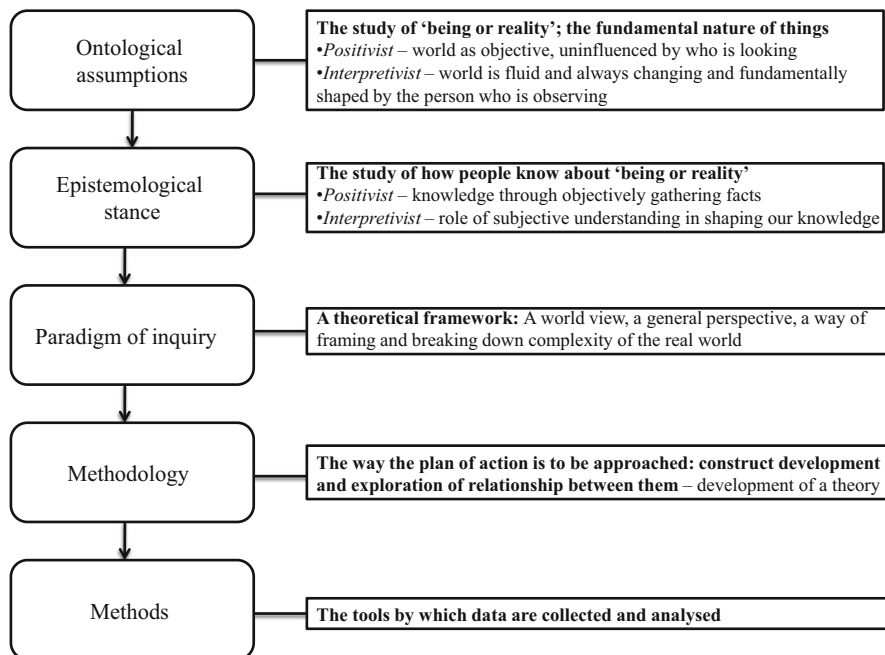 Ontological
assumptions
The study of ‘being or reality’; the fundamental nature of things
•Positivist – world as objective, uninfluenced by who is looking
•Interpretivist – world is fluid and always changing and fundamentally
shaped by the person who is observing
Epistemological
stance
The study of how people know about ‘being or reality’
•Positivist – knowledge through objectively gathering facts
•Interpretivist – role of subjective understanding in shaping our knowledge
Paradigm of inquiry
A theoretical framework: A world view, a general perspective, a way of
framing and breaking down complexity of the real world
Methodology
The way the plan of action is to be approached: construct development
and exploration of relationship between them – development of a theory
Methods
The tools by which data are collected and analysed